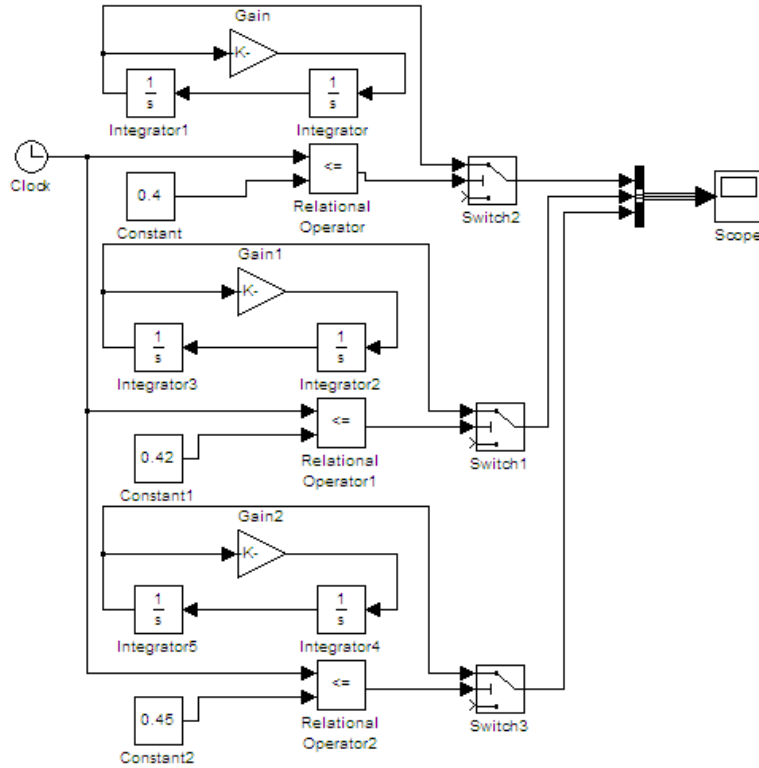 Gain
K-
1
s
1
s
Integrator1
Integrator
Clock
<=
0.4
Constant
Relational
Operator
Switch2
Scope
Gain1
K-
1
s
1
s
Integrator3
Integrator2
<=
0.42
Constant1
Relational
Operator1
Switch1
Gain2
K-
1
s
1
s
Integrator5
Integrator4
<=
0.45
Constant2
Relational
Operator2
Switch3